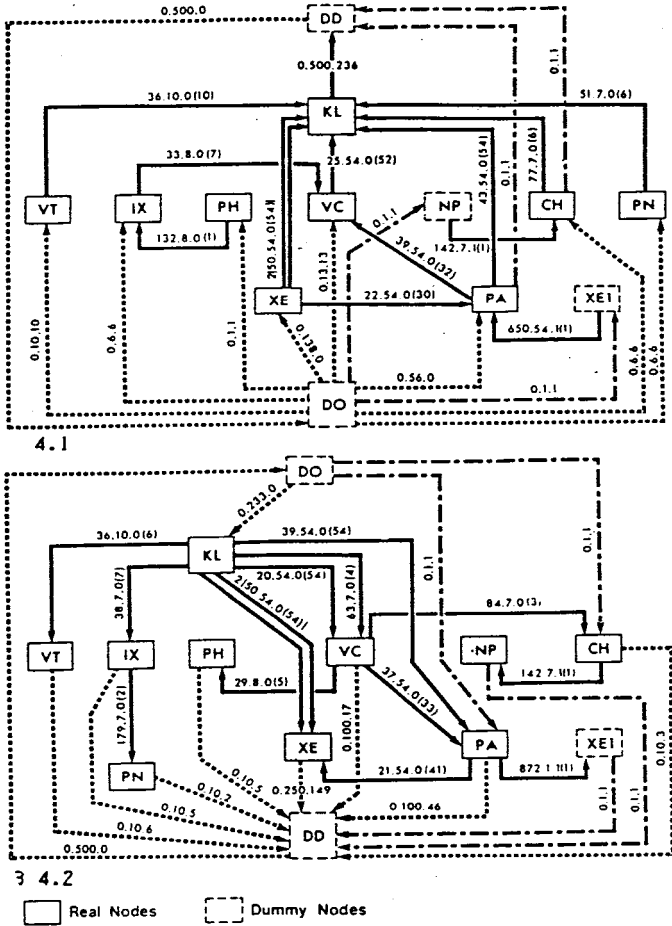 DD
0.500.0
0.500.236
0.1.1
36.10.0(10)
51.7.0(6)
KL
33.8.0(7)
25.54.0(52)
43.54.0(54)
0.1.1
77.7.0(6)
VT
IX
PH
VC
NP
CH
PN
132.8.0(1)
0.1.1
142.7.1(1)
2[50.54.0(54)]
0.13.13
39.54.0(32)
XE
22.54.0(30)
PA
XE1
0.10.10
0.6.6
0.1.1
0.138.0
650.54.1(1)
0.56.0
0.6.6
0.6.6
DO
0.1.1
4.1
DO
0.233.0
36.10.0(6)
KL
39.54.0(54)
38.7.0(7)
2[50.54.0(54)]
20.54.0(54)
63.7.0(4)
0.1.1
0.1.1
84.7.0(3)
VT
IX
PH
VC
NP
CH
142.7.1(1)
29.8.0(5)
37.54.0(33)
179.7.0(2)
0.100.17
XE
PA
XE1
PN
21.54.0(41)
872.1.1(1)
0.10.3
0.10.5
0.250.149
0.10.2
0.10.5
0.100.46
0.1.1
0.1.1
0.10.6
DD
0.500.0
3 4.2
Real Nodes
Dummy Nodes